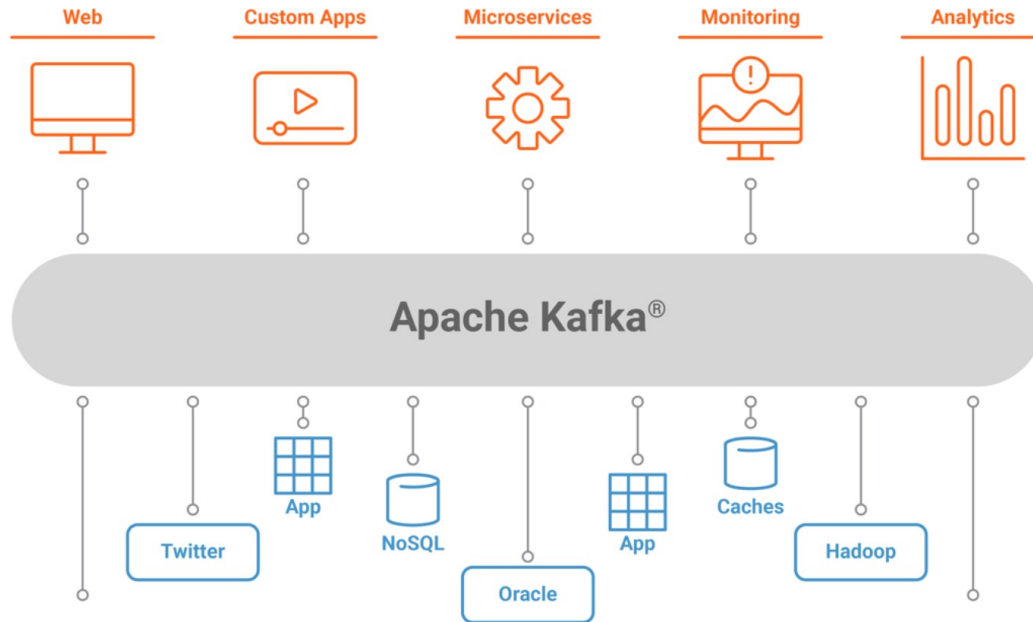 Web
Custom Apps
Microservices
Monitoring
Analytics
Apache Kafka®
App
Caches
NoSQL
App
Twitter
Hadoop
Oracle